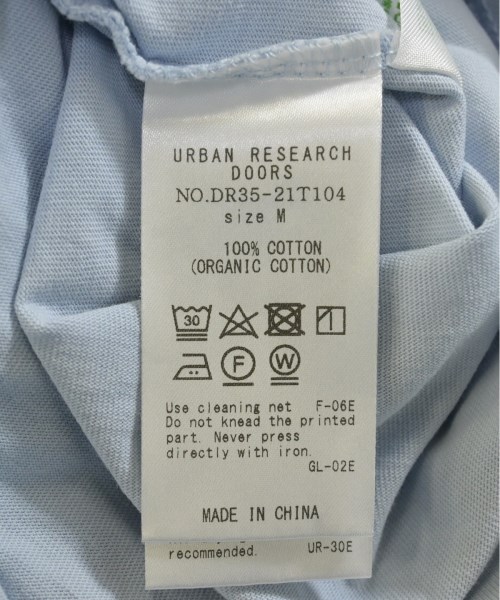 URBAN RESEARCH
DOORS
NO.DR35-21T104
size M
100% COTTON
(ORGANIC COTTON)
30
F W
Use cleaning net F-06E
Do not knead the printed
part. Never press
directly with iron.
GL-02E
MADE IN CHINA
recommended. UR-30E